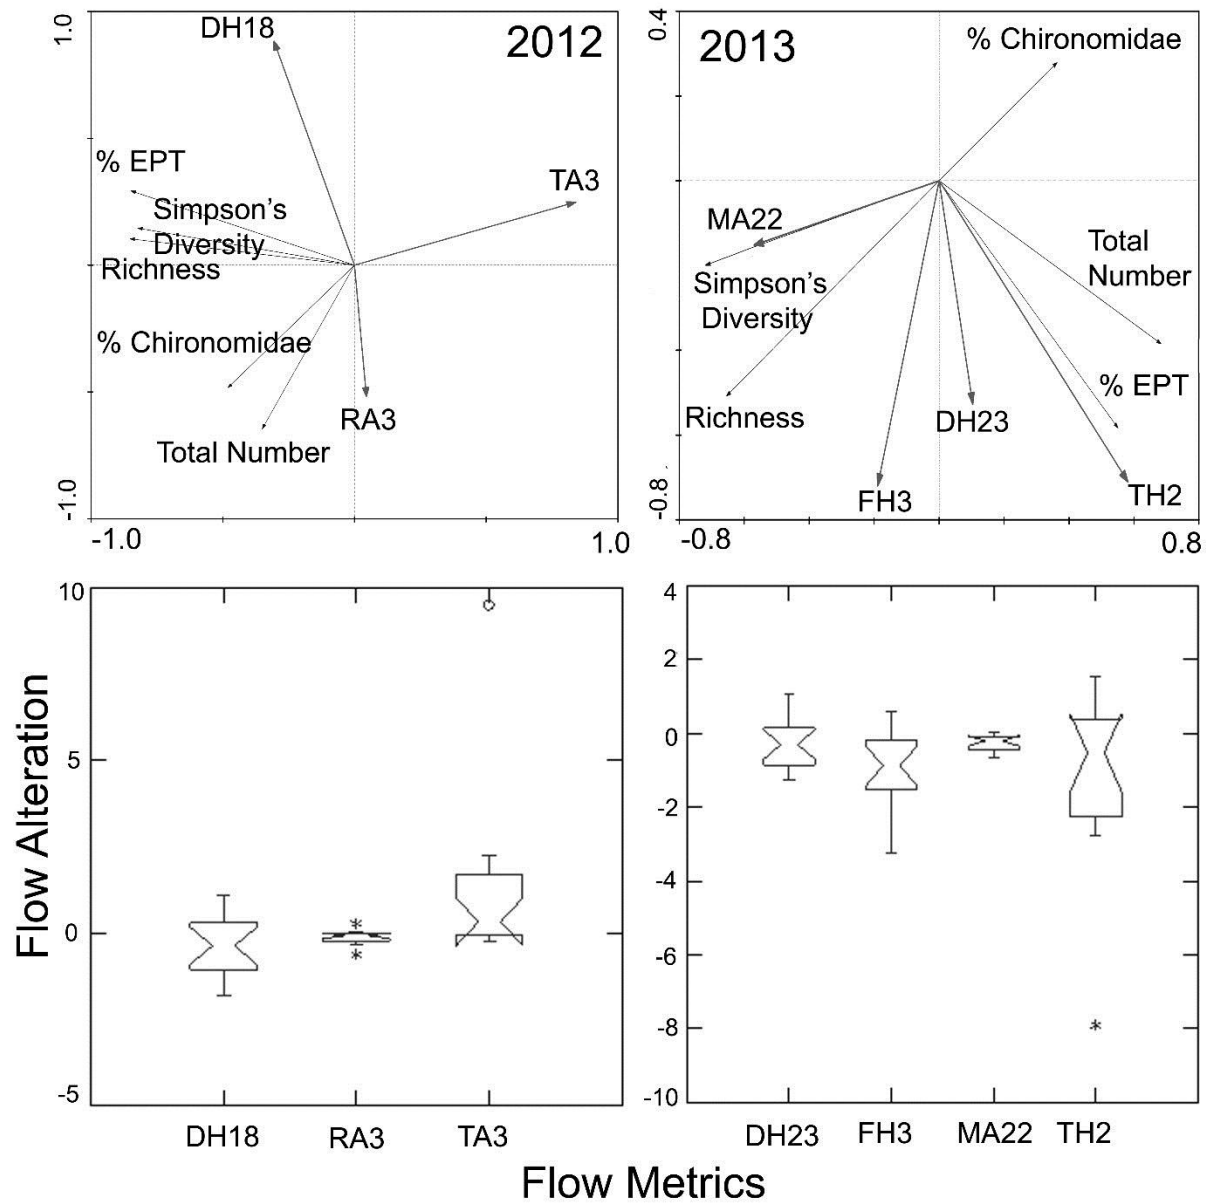 1.0
DH18
2012
% EPT
TA3
Simpson's
Diversity
Richness
% Chironomidae
RA3
Total Number
-1.0
-1.0
1.0
0.4
2013
% Chironomidae
MA22
Total
Number
Simpson's
Diversity
% EPT
Richness
DH23
FH3
TH2
-0.8
-0.8
0.8
Flow Alteration
10
5
0
-5
DH18
RA3
TA3
4
2
0
-2
-4
-6
-8
-10
DH23
FH3
MA22
TH2
Flow Metrics